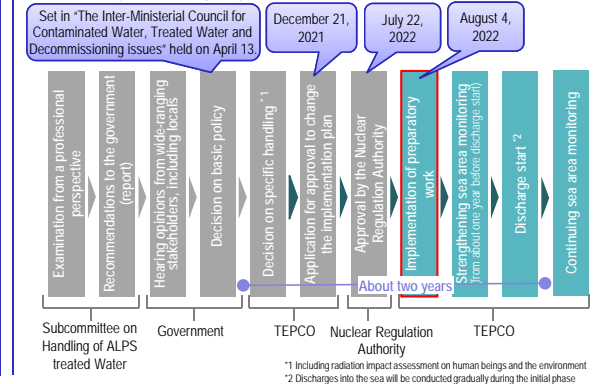 Set in "The Inter-Ministerial Council for
Contaminated Water, Treated Water and
Decommissioning issues" held on April 13.
December 21,
2021
July 22,
2022
August 4,
2022
Examination from a professional
perspective
Recommendations to the government
(report)
Hearing opinions from wide-ranging
stakeholders, including locals
Decision on basic policy
Decision on specific handling *1
Application for approval to change
the implementation plan
Approval by the Nuclear
Regulation Authority
Implementation of preparatory
work
Strengthening sea area monitoring
(from about one year before discharge start)
Discharge start *2
Continuing sea area monitoring
About two years
Subcommittee on
Handling of ALPS
treated Water
Government
TEPCO
Nuclear Regulation
Authority
TEPCO
*1 Including radiation impact assessment on human beings and the environment
*2 Discharges into the sea will be conducted gradually during the initial phase